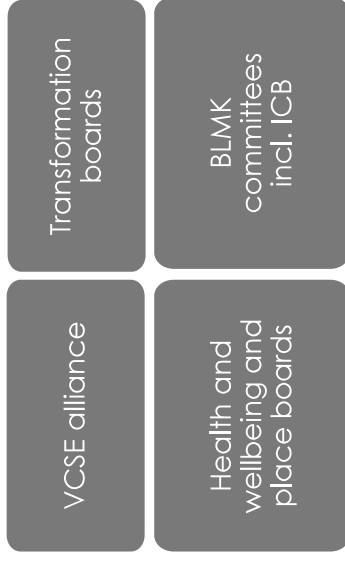 VCSE alliance
Transformation
boards
Health and
wellbeing and
place boards
BLMK
committees
incl. ICB